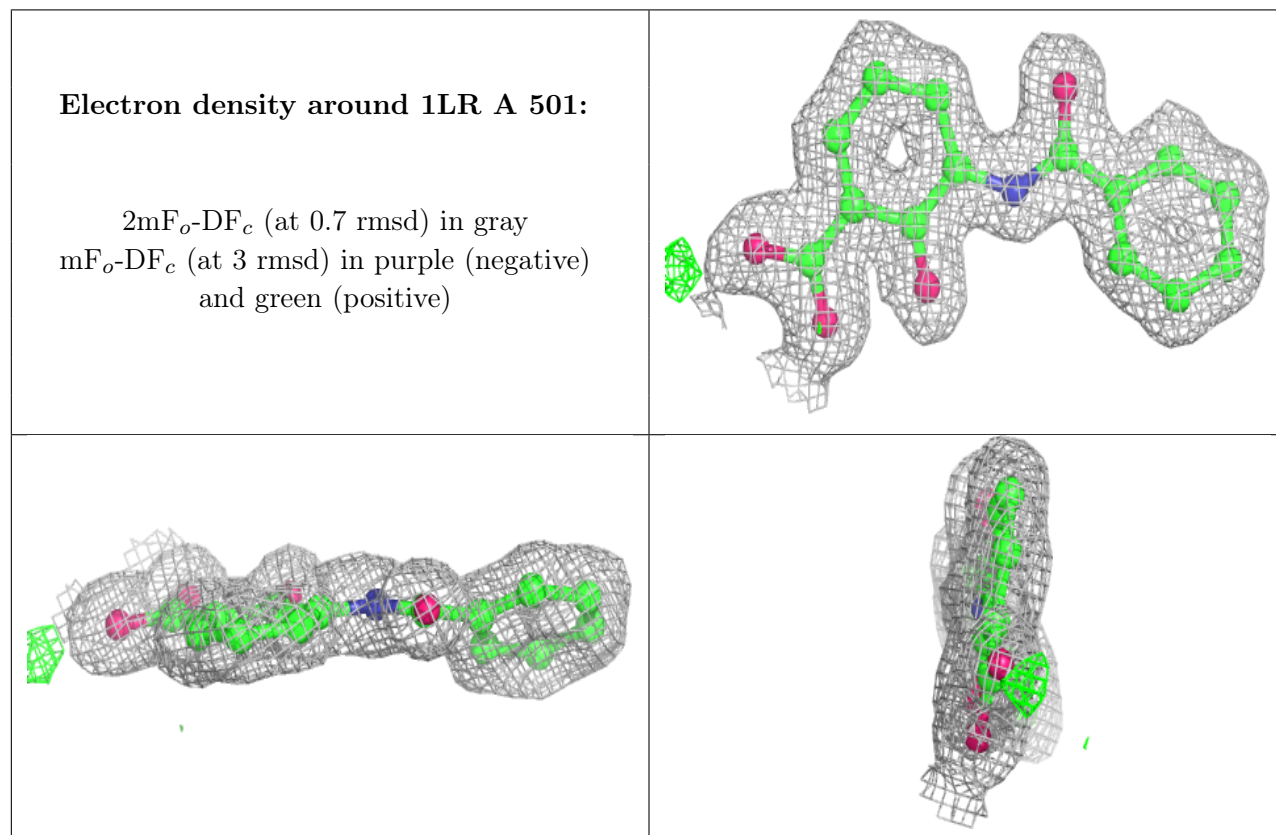 Electron density around 1LR A 501:
2mFo-DFc (at 0.7 rmsd) in gray
mFo-DFc (at 3 rmsd) in purple (negative)
and green (positive)